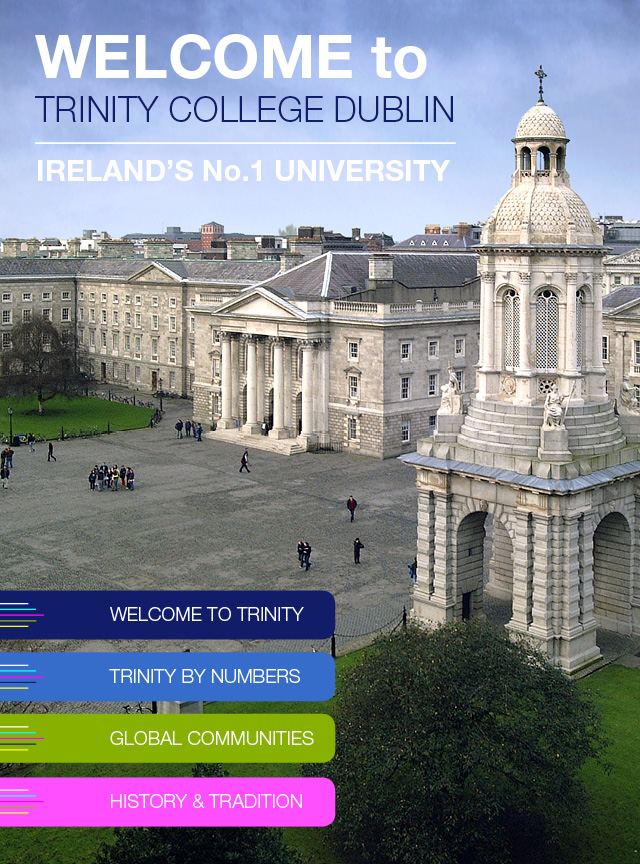 WELCOME to
TRINITY COLLEGE DUBLIN
IRELAND'S No.1 UNIVERSITY
WELCOME TO TRINITY
TRINITY BY NUMBERS
GLOBAL COMMUNITIES
HISTORY & TRADITION